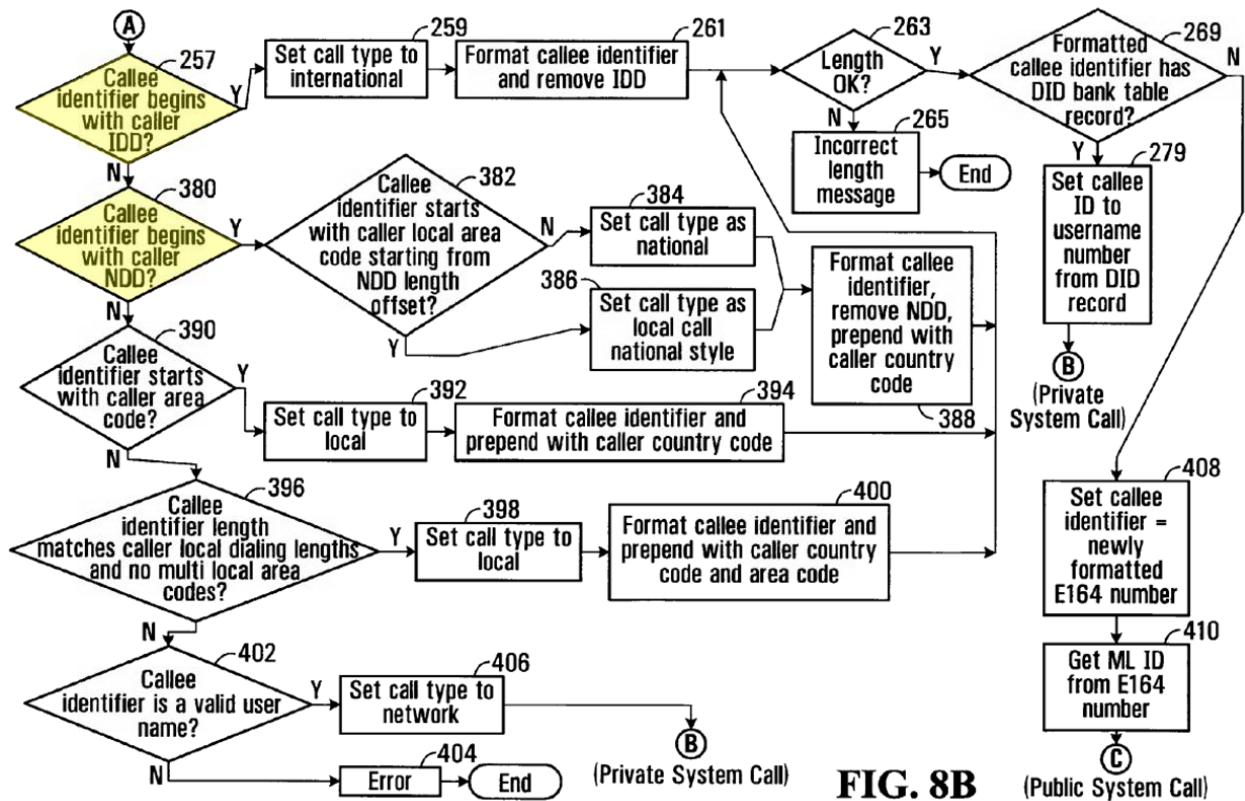 A
257
Callee
identifier begins
with caller
IDD?
Y
N
259
Set call type to
international
261
Format callee identifier
and remove IDD
263
Length
OK?
Y
N
265
Incorrect
length
message
End
269
Formatted
callee identifier has
DID bank table
record?
N
Y
279
Set callee
ID to
username
number
from DID
record
B
(Private
System Call)
380
Callee
identifier begins
with caller
NDD?
Y
N
382
Callee
identifier starts
with caller local area
code starting from
NDD length
offset?
N
Y
384
Set call type as
national
386
Set call type as
local call
national style
Format callee
identifier,
remove NDD,
prepend with
caller country
code
388
390
Callee
identifier starts
with caller area
code?
Y
N
392
Set call type to
local
394
Format callee identifier and
prepend with caller country code
396
Callee
identifier length
matches caller local dialing lengths
and no multi local area
codes?
Y
N
398
Set call type to
local
400
Format callee identifier and
prepend with caller country
code and area code
402
Callee
identifier is a valid user
name?
Y
N
406
Set call type to
network
B
(Private System Call)
404
Error
End
408
Set callee
identifier =
newly
formatted
E164 number
410
Get ML ID
from E164
number
C
(Public System Call)
FIG. 8B